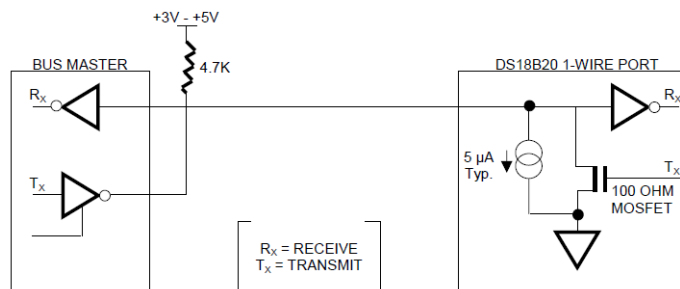 +3V - +5V
BUS MASTER
4.7K
DS18B20 1-WIRE PORT
RX
RX
TX
5 µA
Typ.
TX
100 OHM
MOSFET
RX = RECEIVE
TX = TRANSMIT